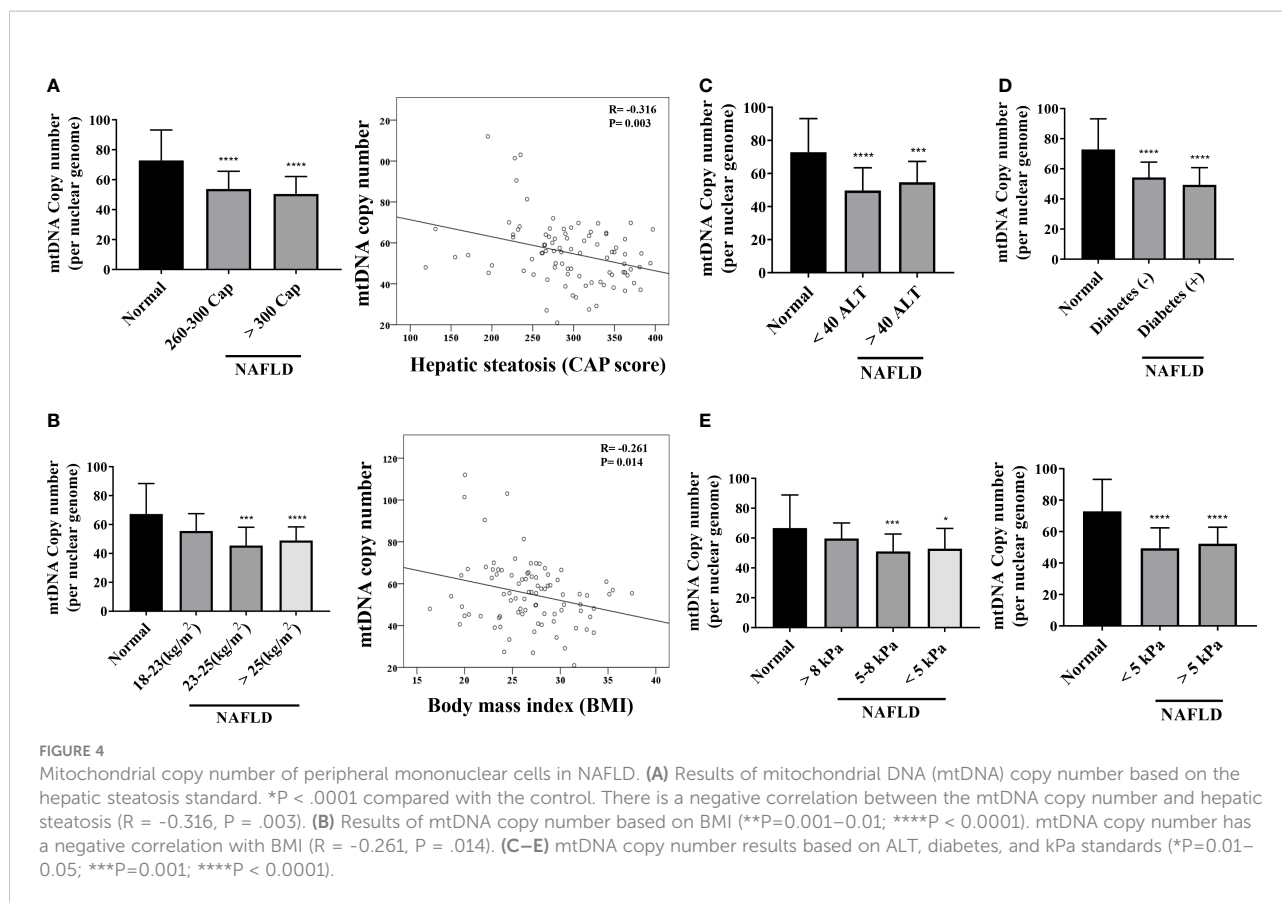 A
mtDNA Copy number
(per nuclear genome)
100
80
60
40
20
0
****
****
Normal
260-300 Cap
> 300 Cap
NAFLD
mtDNA copy number
20
00
80
60
40
20
R= -0.316
P= 0.003
100 150 200 250 300 350 400
Hepatic steatosis (CAP score)
C
mtDNA Copy number
(per nuclear genome)
100
80
60
40
20
0
****
***
Normal
< 40 ALT
> 40 ALT
NAFLD
D
mtDNA Copy number
(per nuclear genome)
100
80
60
40
20
0
****
****
Normal
Diabetes (-)
Diabetes (+)
NAFLD
B
mtDNA Copy number
(per nuclear genome)
100
80
60
40
20
0
***
****
Normal
18-23(kg/m²)
23-25(kg/m²)
> 25(kg/m²)
NAFLD
mtDNA copy number
120
100
80
60
40
20
R= -0.261
P= 0.014
15 20 25 30 35 40
Body mass index (BMI)
E
mtDNA Copy number
(per nuclear genome)
100
80
60
40
20
0
***
*
Normal
> 8 kPa
5-8 kPa
< 5 kPa
NAFLD
mtDNA Copy number
(per nuclear genome)
100
80
60
40
20
0
****
****
Normal
< 5 kPa
> 5 kPa
NAFLD
FIGURE 4
Mitochondrial copy number of peripheral mononuclear cells in NAFLD. (A) Results of mitochondrial DNA (mtDNA) copy number based on the
hepatic steatosis standard. *P < .0001 compared with the control. There is a negative correlation between the mtDNA copy number and hepatic
steatosis (R = -0.316, P = .003). (B) Results of mtDNA copy number based on BMI (**P=0.001–0.01; ****P < 0.0001). mtDNA copy number has
a negative correlation with BMI (R = -0.261, P = .014). (C–E) mtDNA copy number results based on ALT, diabetes, and kPa standards (*P=0.01–
0.05; ***P=0.001; ****P < 0.0001).